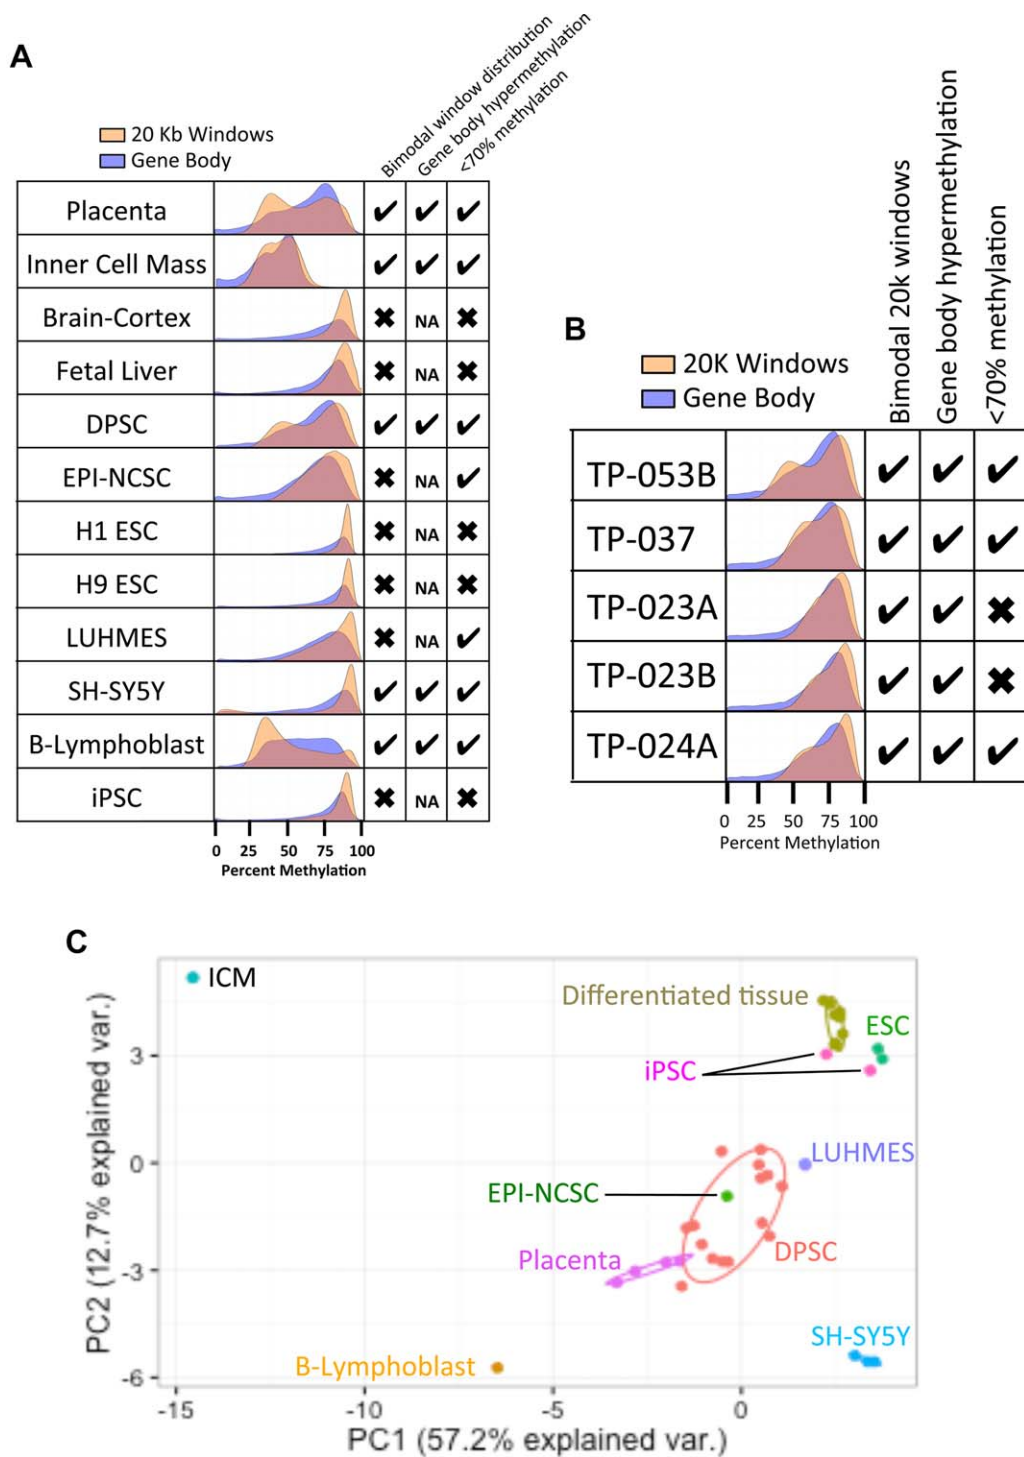 A
Bimodal window distribution
Gene body hypermethylation
<70% methylation
20 Kb Windows
Gene Body
Placenta
Inner Cell Mass
Brain-Cortex NA
Fetal Liver NA
DPSC
EPI-NCSC NA
H1 ESC NA
H9 ESC NA
LUHMES NA
SH-SY5Y
B-Lymphoblast
iPSC NA
0 25 50 75 100
Percent Methylation
B
Bimodal 20k windows
Gene body hypermethylation
<70% methylation
20K Windows
Gene Body
TP-053B
TP-037
TP-023A
TP-023B
TP-024A
0 25 50 75 100
Percent Methylation
C
ICM
Differentiated tissue
ESC
iPSC
LUHMES
EPI-NCSC
DPSC
Placenta
SH-SY5Y
B-Lymphoblast
PC2 (12.7% explained var.)
3
0
-3
-6
-15 -10 -5 0
PC1 (57.2% explained var.)